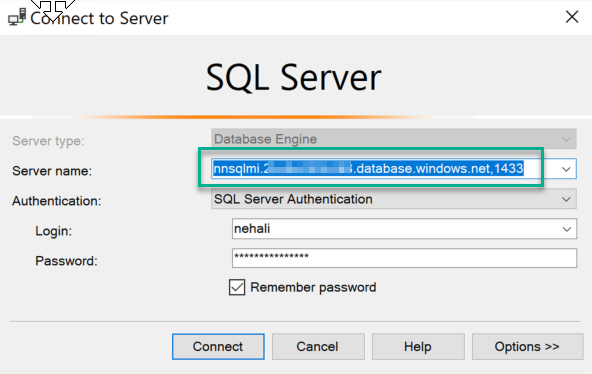 Connect to Server
SQL Server
Server type: Database Engine
Server name: nnsqlmi.2 .database.windows.net,1433
Authentication: SQL Server Authentication
Login: nehali
Password: ***************
Remember password
Connect Cancel Help Options >>